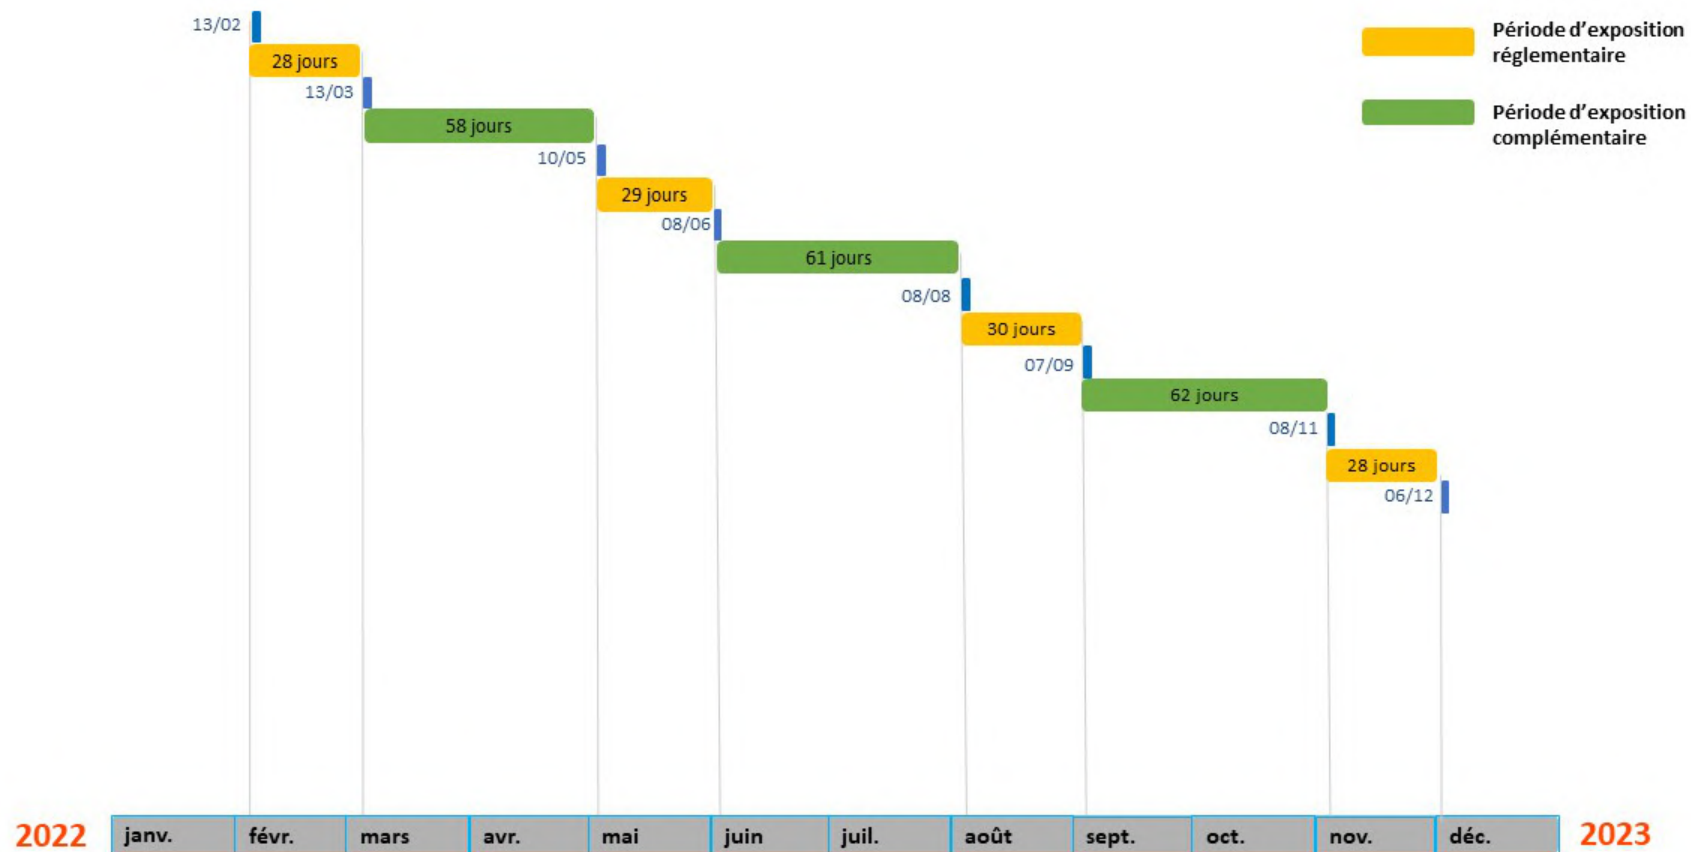 13/02
28 jours
13/03
58 jours
10/05
29 jours
08/06
61 jours
08/08
30 jours
07/09
62 jours
08/11
28 jours
06/12
Période d’exposition
réglementaire
Période d’exposition
complémentaire
2022 janv. févr. mars avr. mai juin juil. août sept. oct. nov. déc. 2023